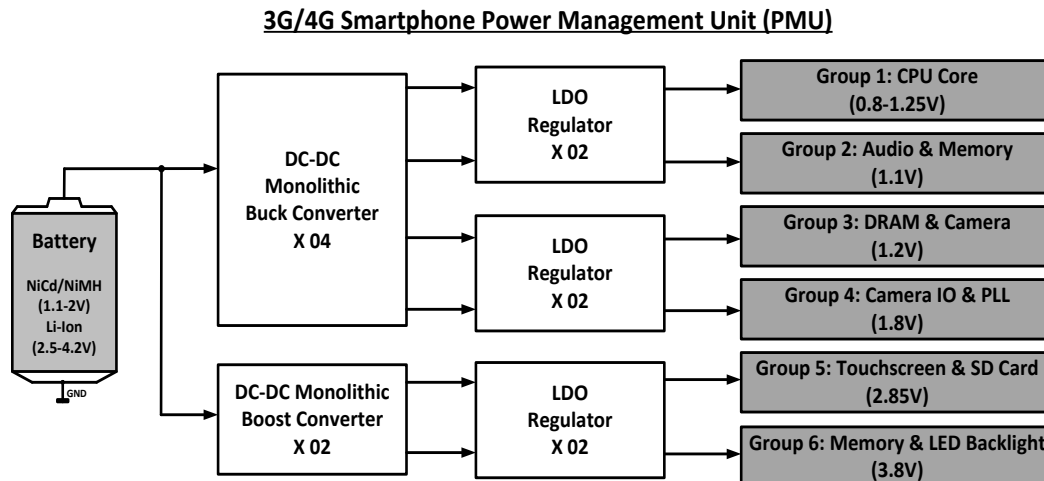 3G/4G Smartphone Power Management Unit (PMU)
Battery
NiCd/NiMH
(1.1-2V)
Li-Ion
(2.5-4.2V)
GND
DC-DC
Monolithic
Buck Converter
X 04
DC-DC Monolithic
Boost Converter
X 02
LDO
Regulator
X 02
LDO
Regulator
X 02
LDO
Regulator
X 02
Group 1: CPU Core
(0.8-1.25V)
Group 2: Audio & Memory
(1.1V)
Group 3: DRAM & Camera
(1.2V)
Group 4: Camera IO & PLL
(1.8V)
Group 5: Touchscreen & SD Card
(2.85V)
Group 6: Memory & LED Backlight
(3.8V)